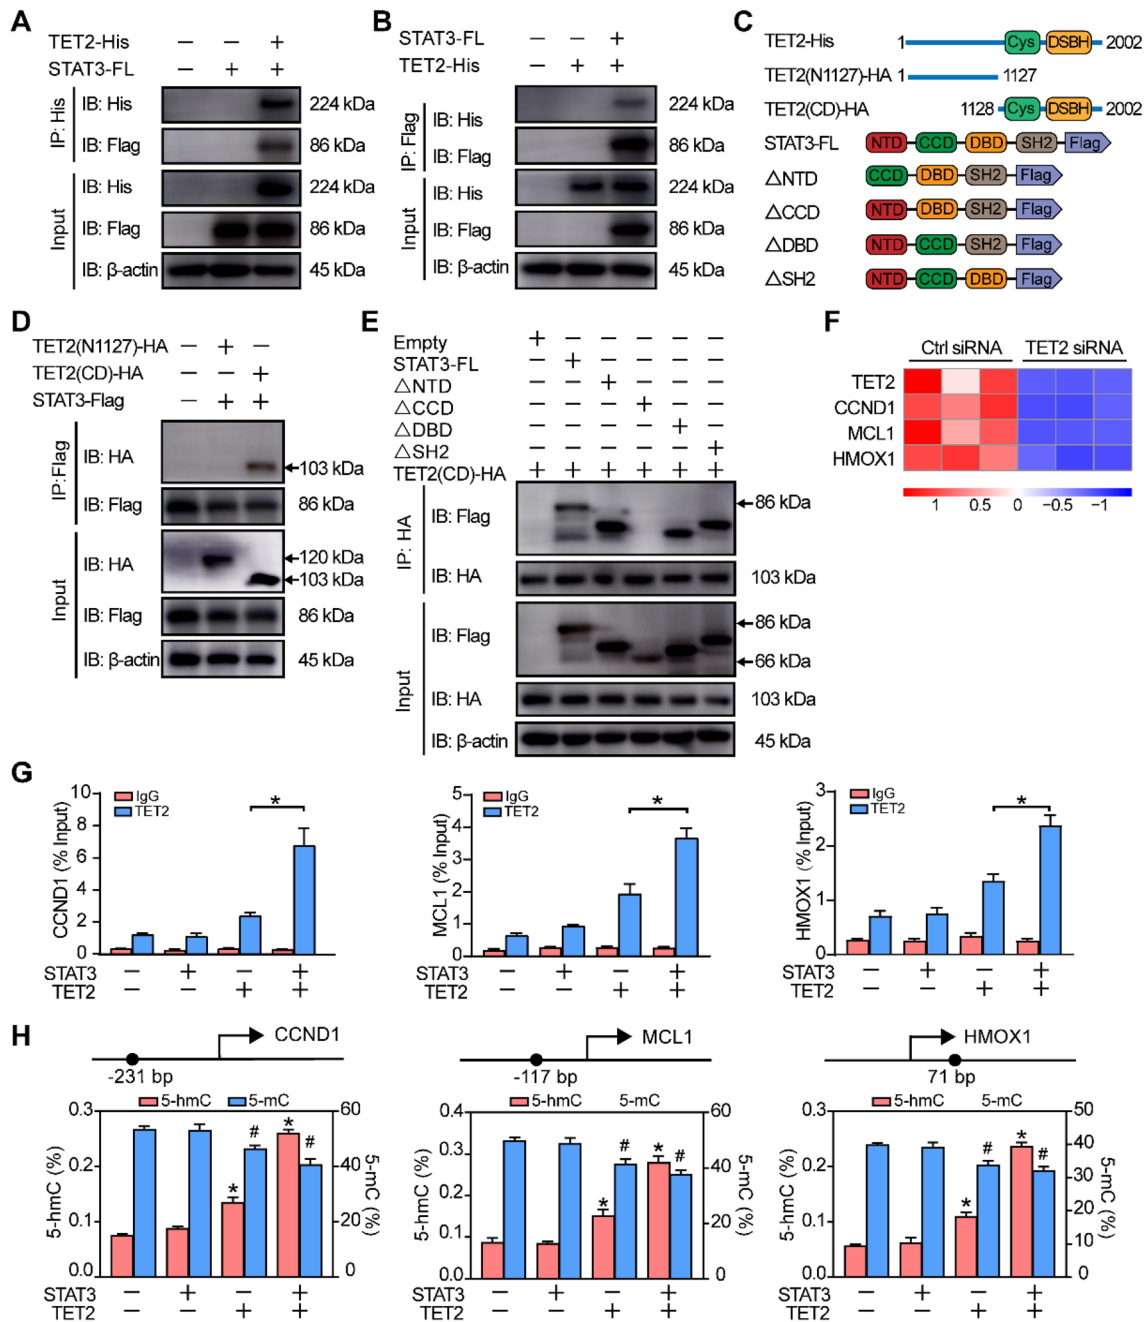 A
TET2-His − − +
STAT3-FL − + +
IP: His
IB: His 224 kDa
IB: Flag 86 kDa
Input
IB: His 224 kDa
IB: Flag 86 kDa
IB: β-actin 45 kDa
B
STAT3-FL − − +
TET2-His − + +
IP: Flag
IB: His 224 kDa
IB: Flag 86 kDa
Input
IB: His 224 kDa
IB: Flag 86 kDa
IB: β-actin 45 kDa
C
TET2-His 1 Cys DSBH 2002
TET2(N1127)-HA 1 1127
TET2(CD)-HA 1128 Cys DSBH 2002
STAT3-FL NTD CCD DBD SH2 Flag
△NTD CCD DBD SH2 Flag
△CCD NTD DBD SH2 Flag
△DBD NTD CCD SH2 Flag
△SH2 NTD CCD DBD Flag
D
TET2(N1127)-HA − + −
TET2(CD)-HA − − +
STAT3-Flag − + +
IP:Flag
IB: HA 103 kDa
IB: Flag 86 kDa
Input
IB: HA 120 kDa
103 kDa
IB: Flag 86 kDa
IB: β-actin 45 kDa
E
Empty + − − − − −
STAT3-FL − + − − − −
△NTD − − + − − −
△CCD − − − + − −
△DBD − − − − + −
△SH2 − − − − − +
TET2(CD)-HA + + + + + +
IP: HA
IB: Flag 86 kDa
IB: HA 103 kDa
Input
IB: Flag 86 kDa
66 kDa
IB: HA 103 kDa
IB: β-actin 45 kDa
F
Ctrl siRNA TET2 siRNA
TET2
CCND1
MCL1
HMOX1
1 0.5 0 -0.5 -1
G
CCND1 (% Input)
10
8
6
4
2
0
IgG
TET2
*
STAT3 − + − +
TET2 − − + +
MCL1 (% Input)
5
4
3
2
1
0
IgG
TET2
*
STAT3 − + − +
TET2 − − + +
HMOX1 (% Input)
3
2
1
0
IgG
TET2
*
STAT3 − + − +
TET2 − − + +
H
CCND1
-231 bp
5-hmC 5-mC
5-hmC (%)
0.3
0.2
0.1
0.0
* # * #
60
40
20
0
5-mC (%)
STAT3 − + − +
TET2 − − + +
MCL1
-117 bp
5-hmC 5-mC
5-hmC (%)
0.4
0.3
0.2
0.1
0.0
* # * #
60
40
20
0
5-mC (%)
STAT3 − + − +
TET2 − − + +
HMOX1
71 bp
5-hmC 5-mC
5-hmC (%)
0.3
0.2
0.1
0.0
* # * #
50
40
30
20
10
0
5-mC (%)
STAT3 − + − +
TET2 − − + +